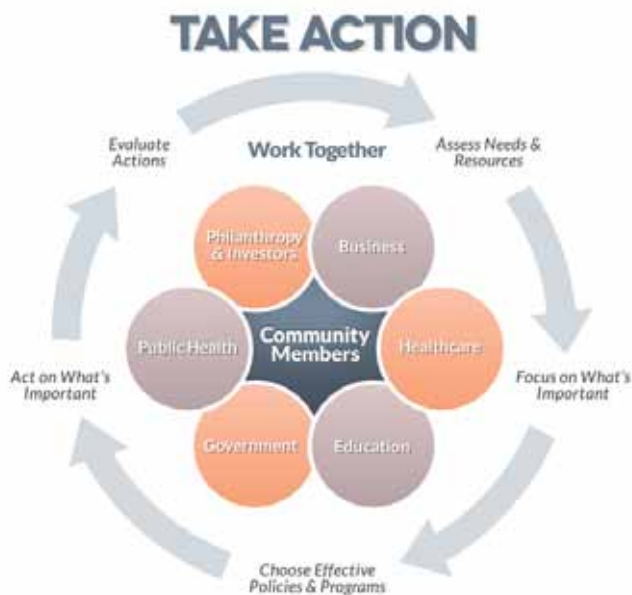 TAKE ACTION
Evaluate
Actions
Work Together
Assess Needs &
Resources
Philanthropy
& Investors
Business
Public Health
Community
Members
Healthcare
Act on What's
Important
Focus on What's
Important
Government
Education
Choose Effective
Policies & Programs